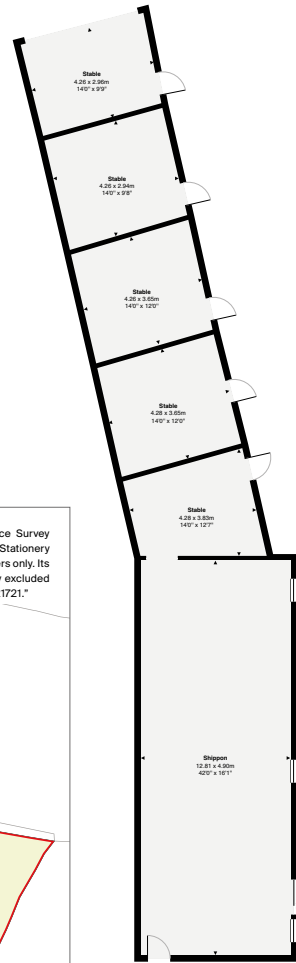 Stable
4.26 x 2.96m
14'0" x 9'9"
Stable
4.26 x 2.94m
14'0" x 9'8"
Stable
4.26 x 3.65m
14'0" x 12'0"
Stable
4.28 x 3.65m
14'0" x 12'0"
Stable
4.28 x 3.83m
14'0" x 12'7"
ce Survey
Stationery
ers only. Its
excluded
1721."
Shippon
12.81 x 4.90m
42'0" x 16'1"